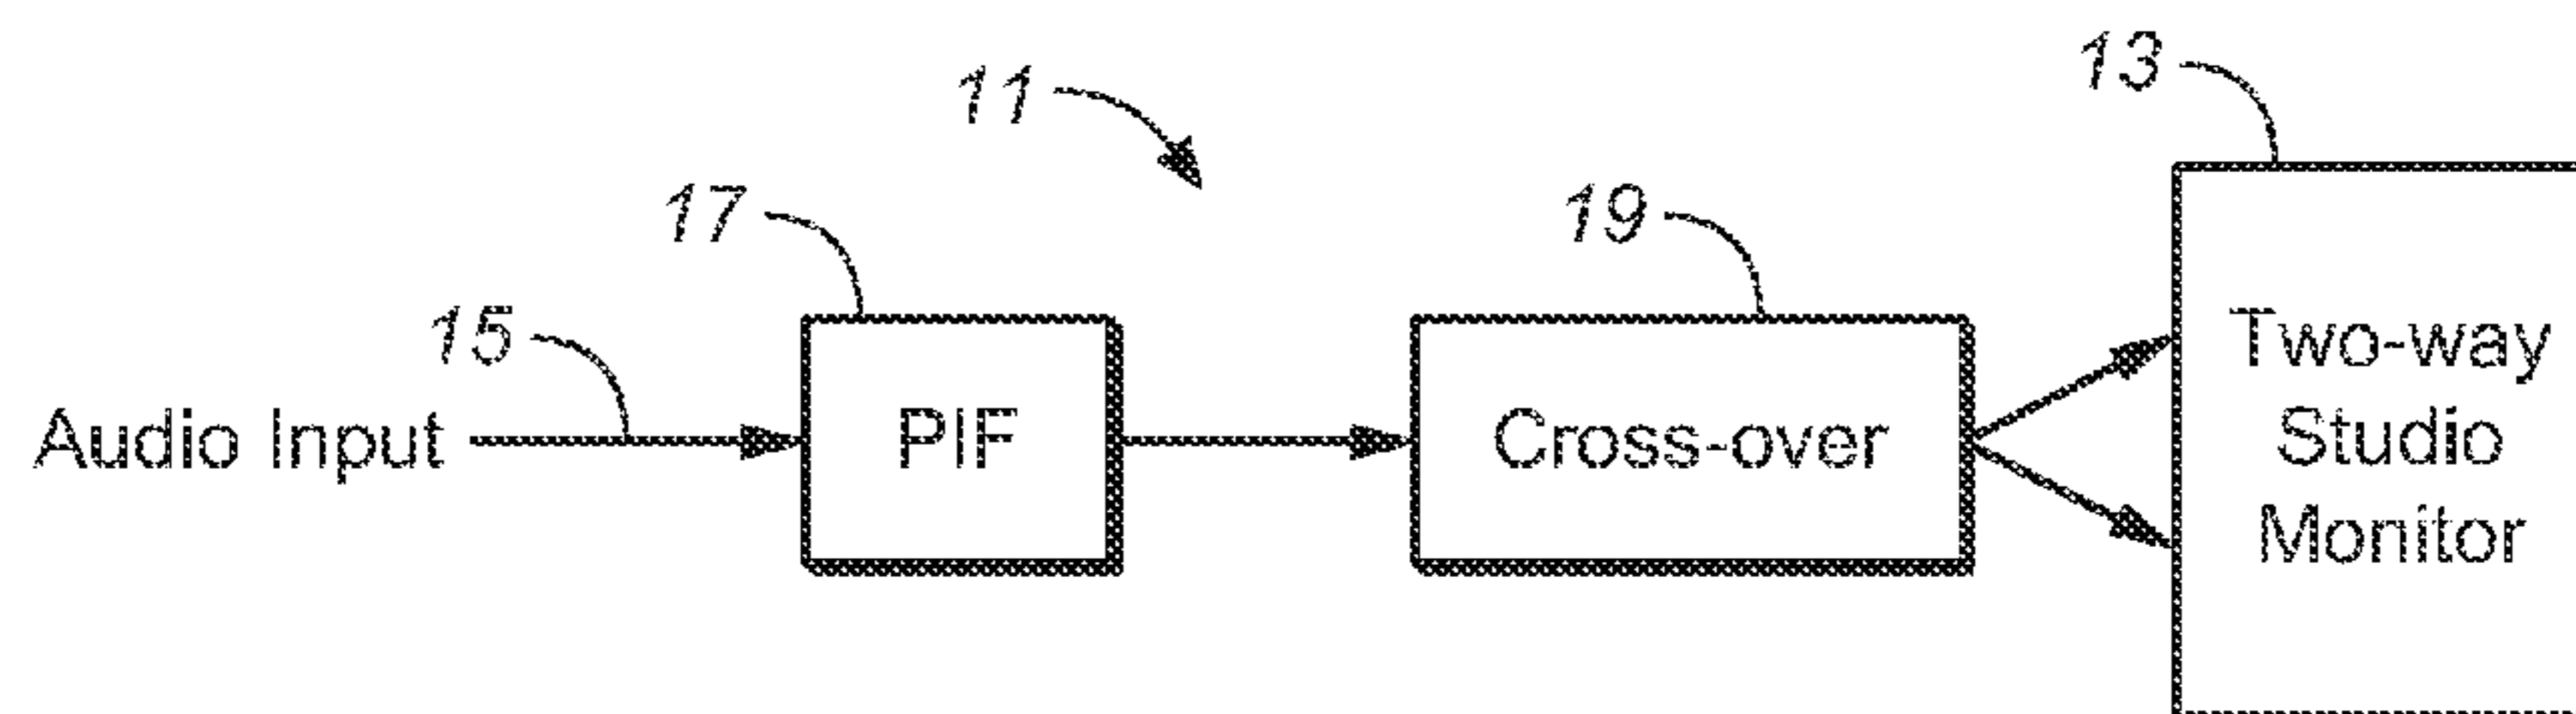 13
11
17
19
15
Audio Input
PIF
Cross-over
Two-way
Studio
Monitor